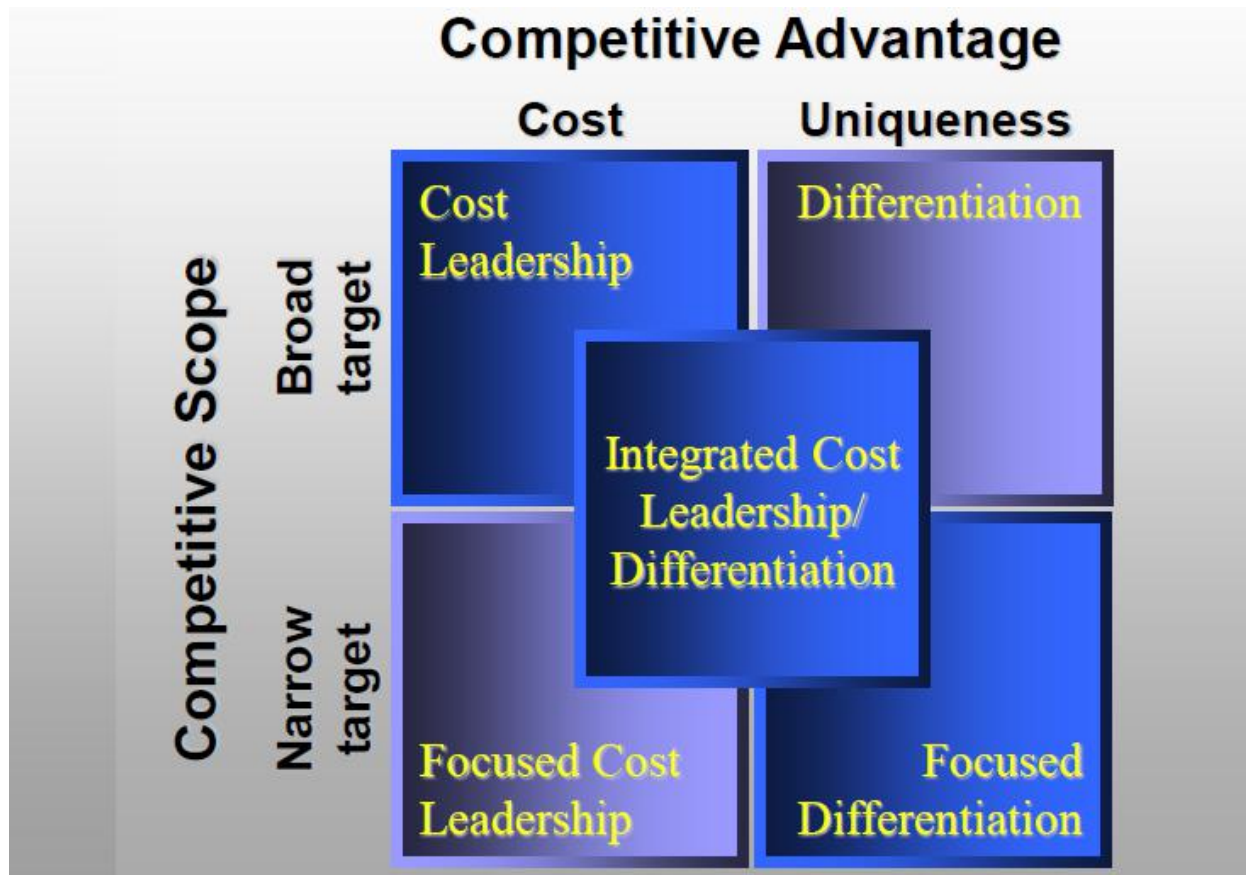 Competitive Advantage
Cost
Uniqueness
Competitive Scope
Broad
target
Narrow
target
Cost
Leadership
Differentiation
Integrated Cost
Leadership/
Differentiation
Focused Cost
Leadership
Focused
Differentiation